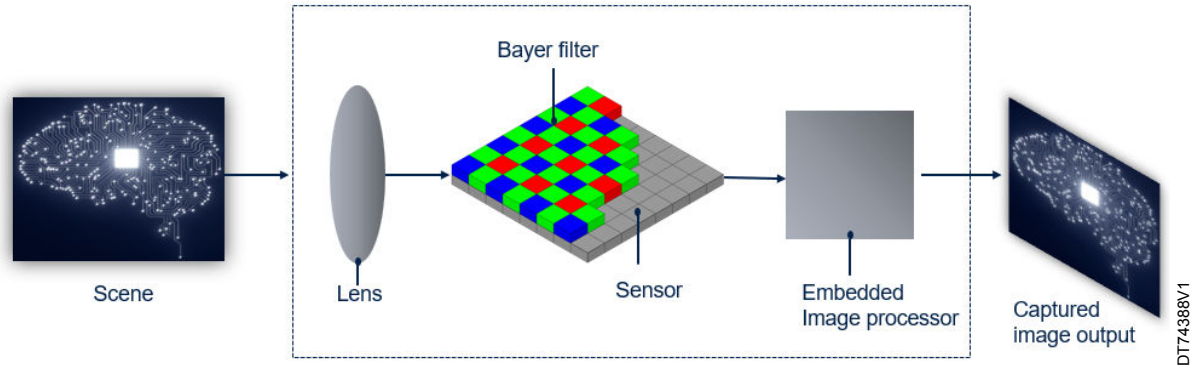 Bayer filter
Scene
Lens
Sensor
Embedded
Image processor
Captured
image output
DT74388V1